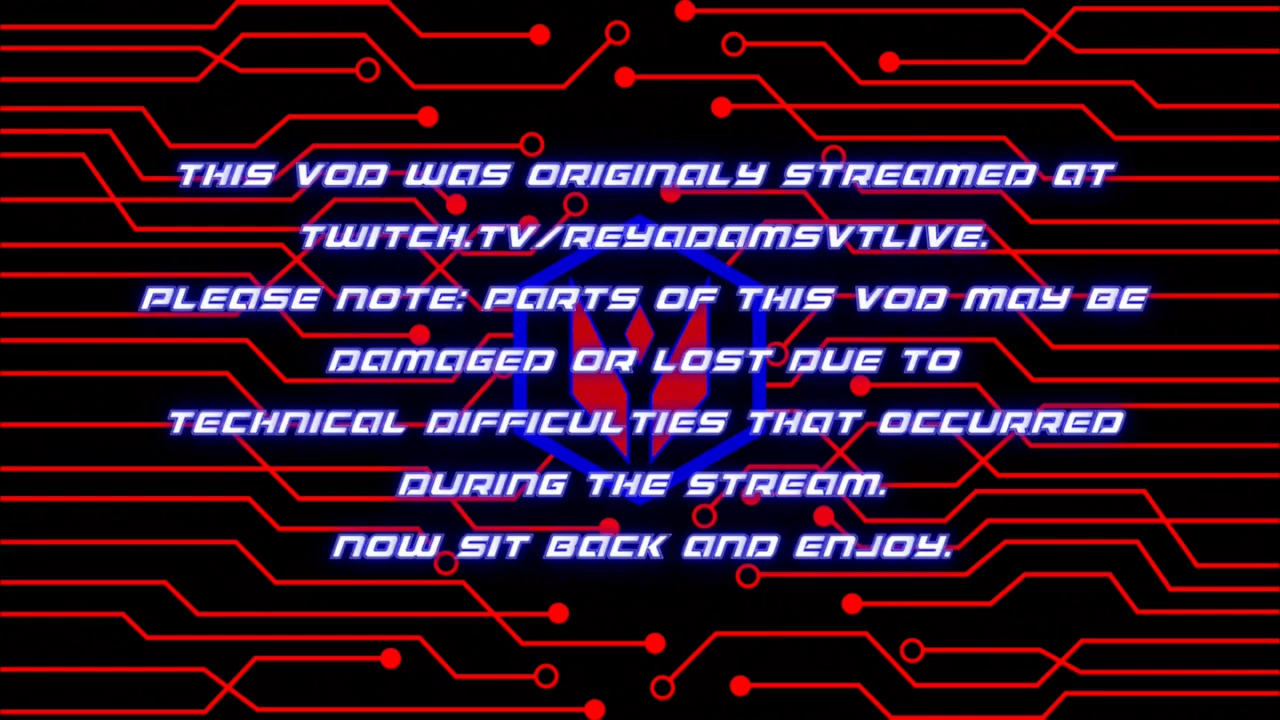 THIS VOD WAS ORIGINALY STREAMED AT
TWITCH.TV/REYADAMSVTLIVE.
PLEASE NOTE: PARTS OF THIS VOD MAY BE
DAMAGED OR LOST DUE TO
TECHNICAL DIFFICULTIES THAT OCCURRED
DURING THE STREAM.
NOW SIT BACK AND ENJOY.